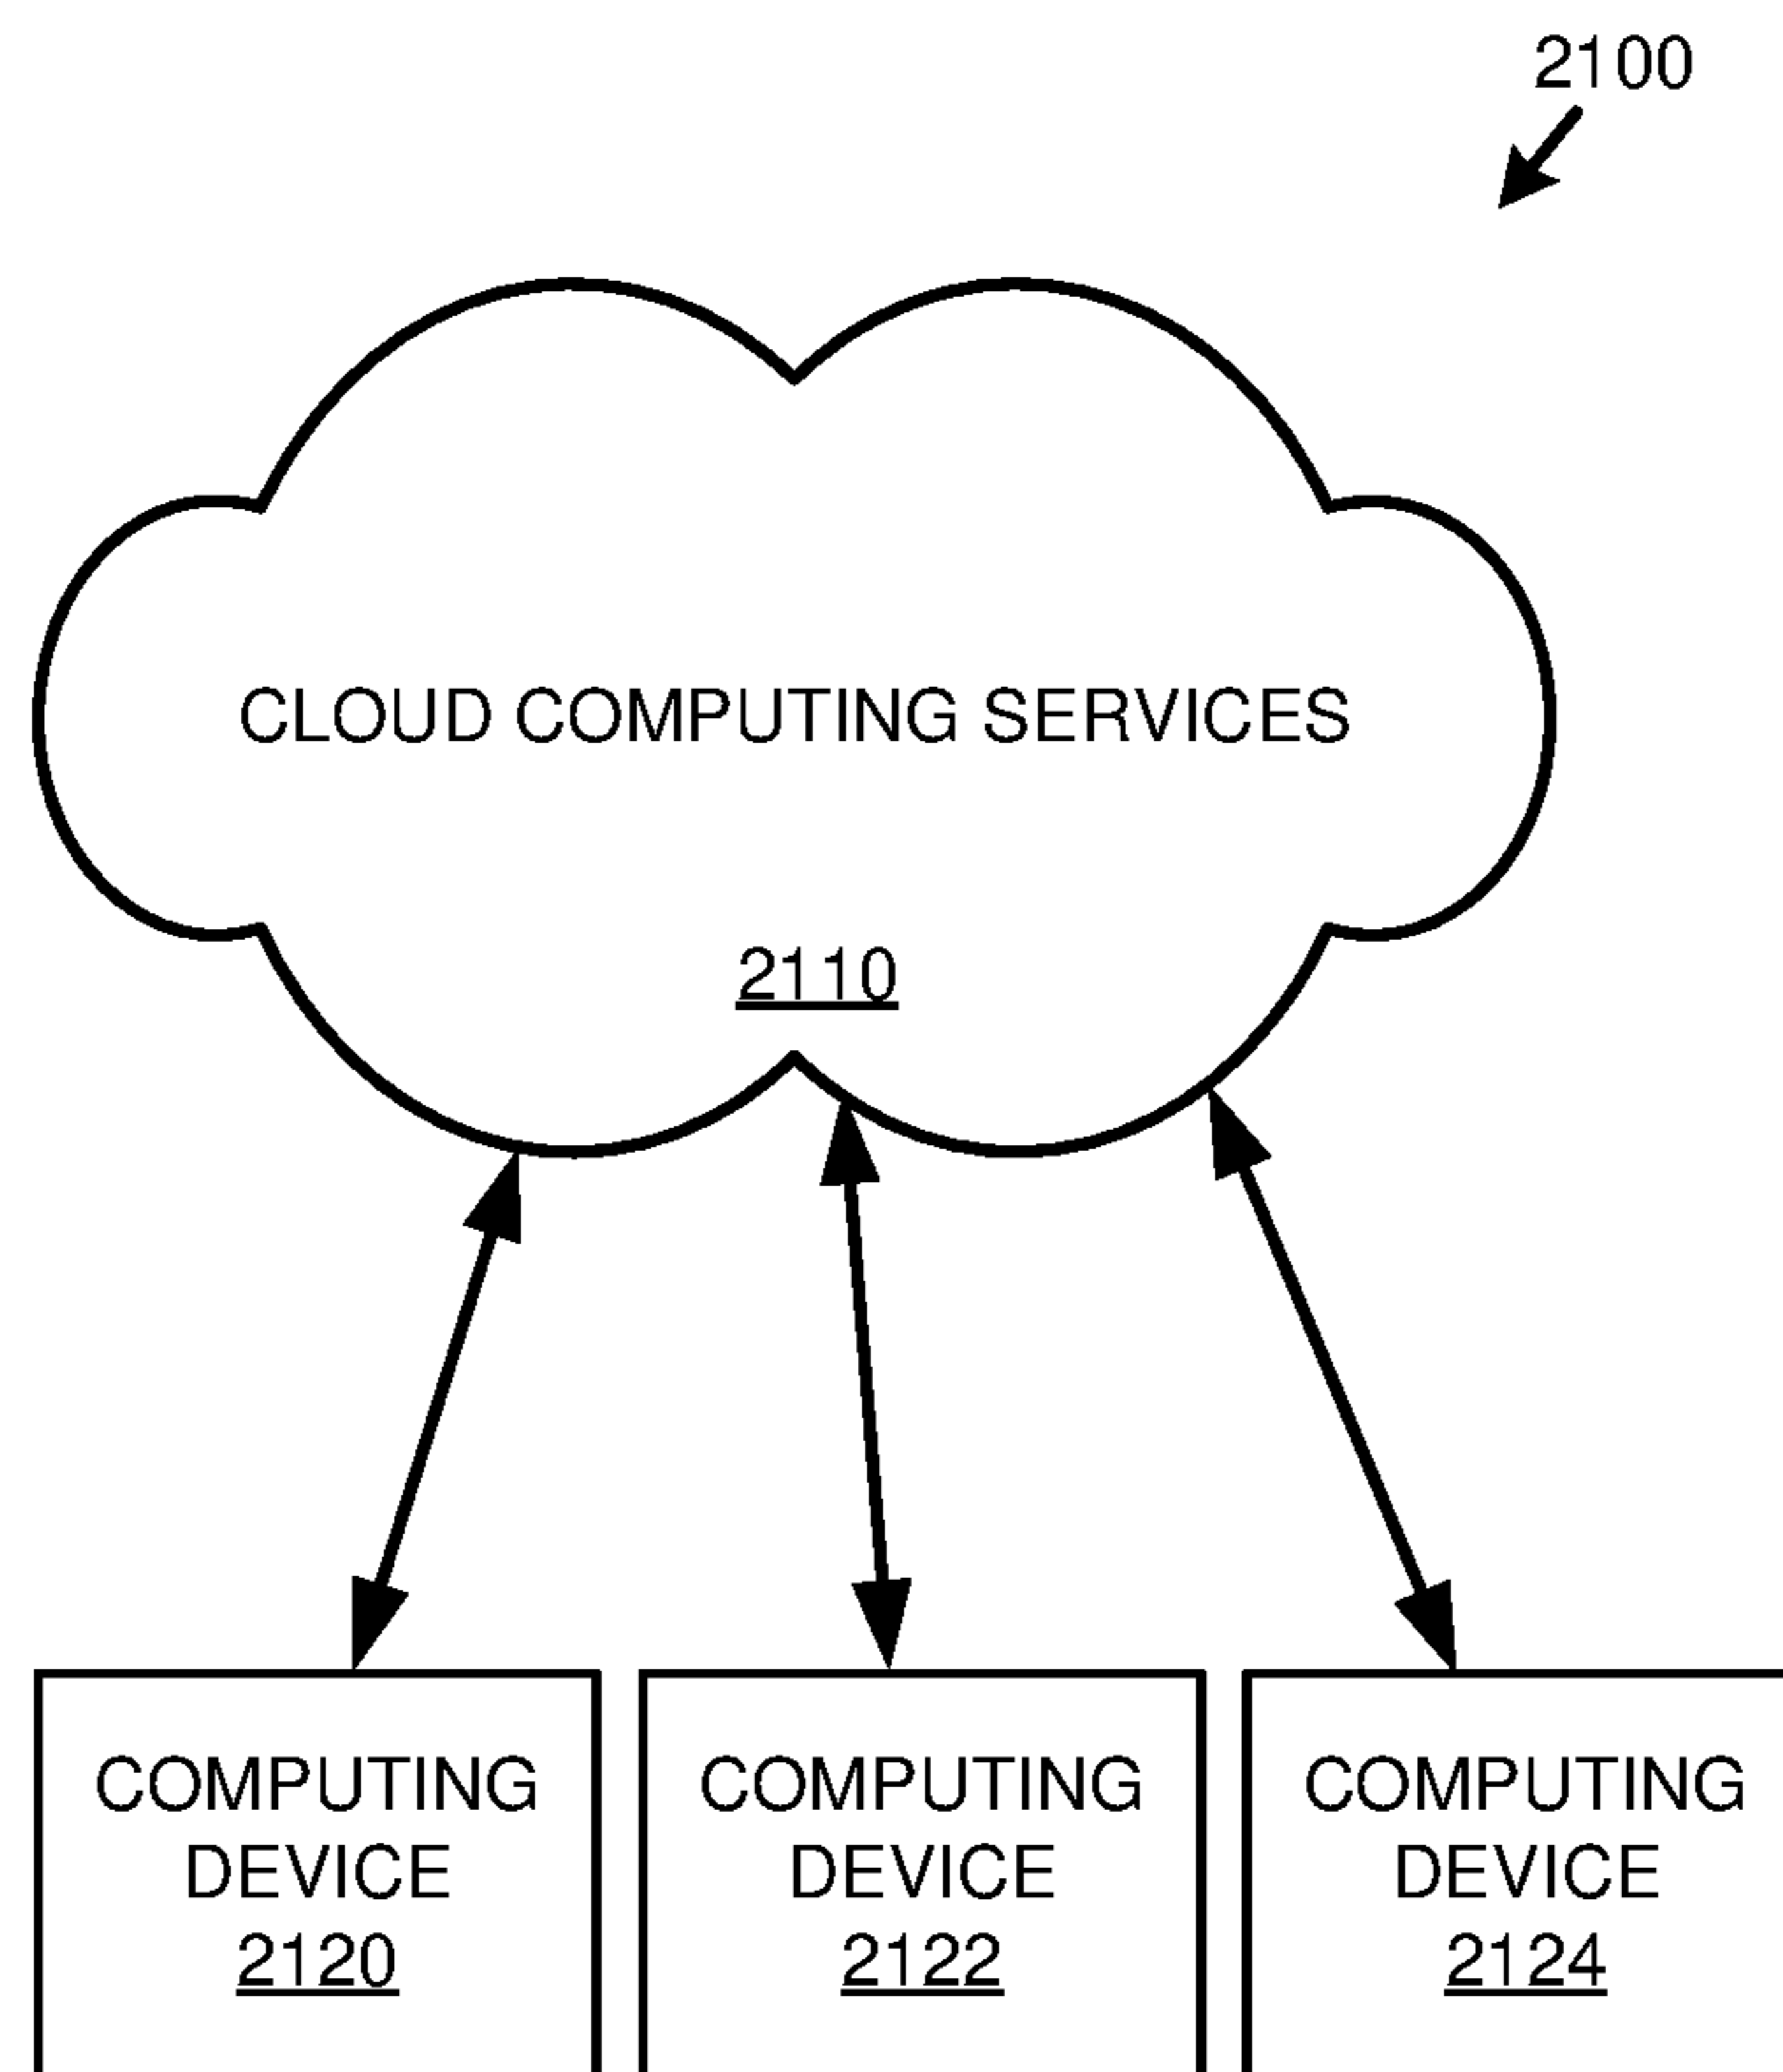 2100
CLOUD COMPUTING SERVICES
2110
COMPUTING
DEVICE
2120
COMPUTING
DEVICE
2122
COMPUTING
DEVICE
2124